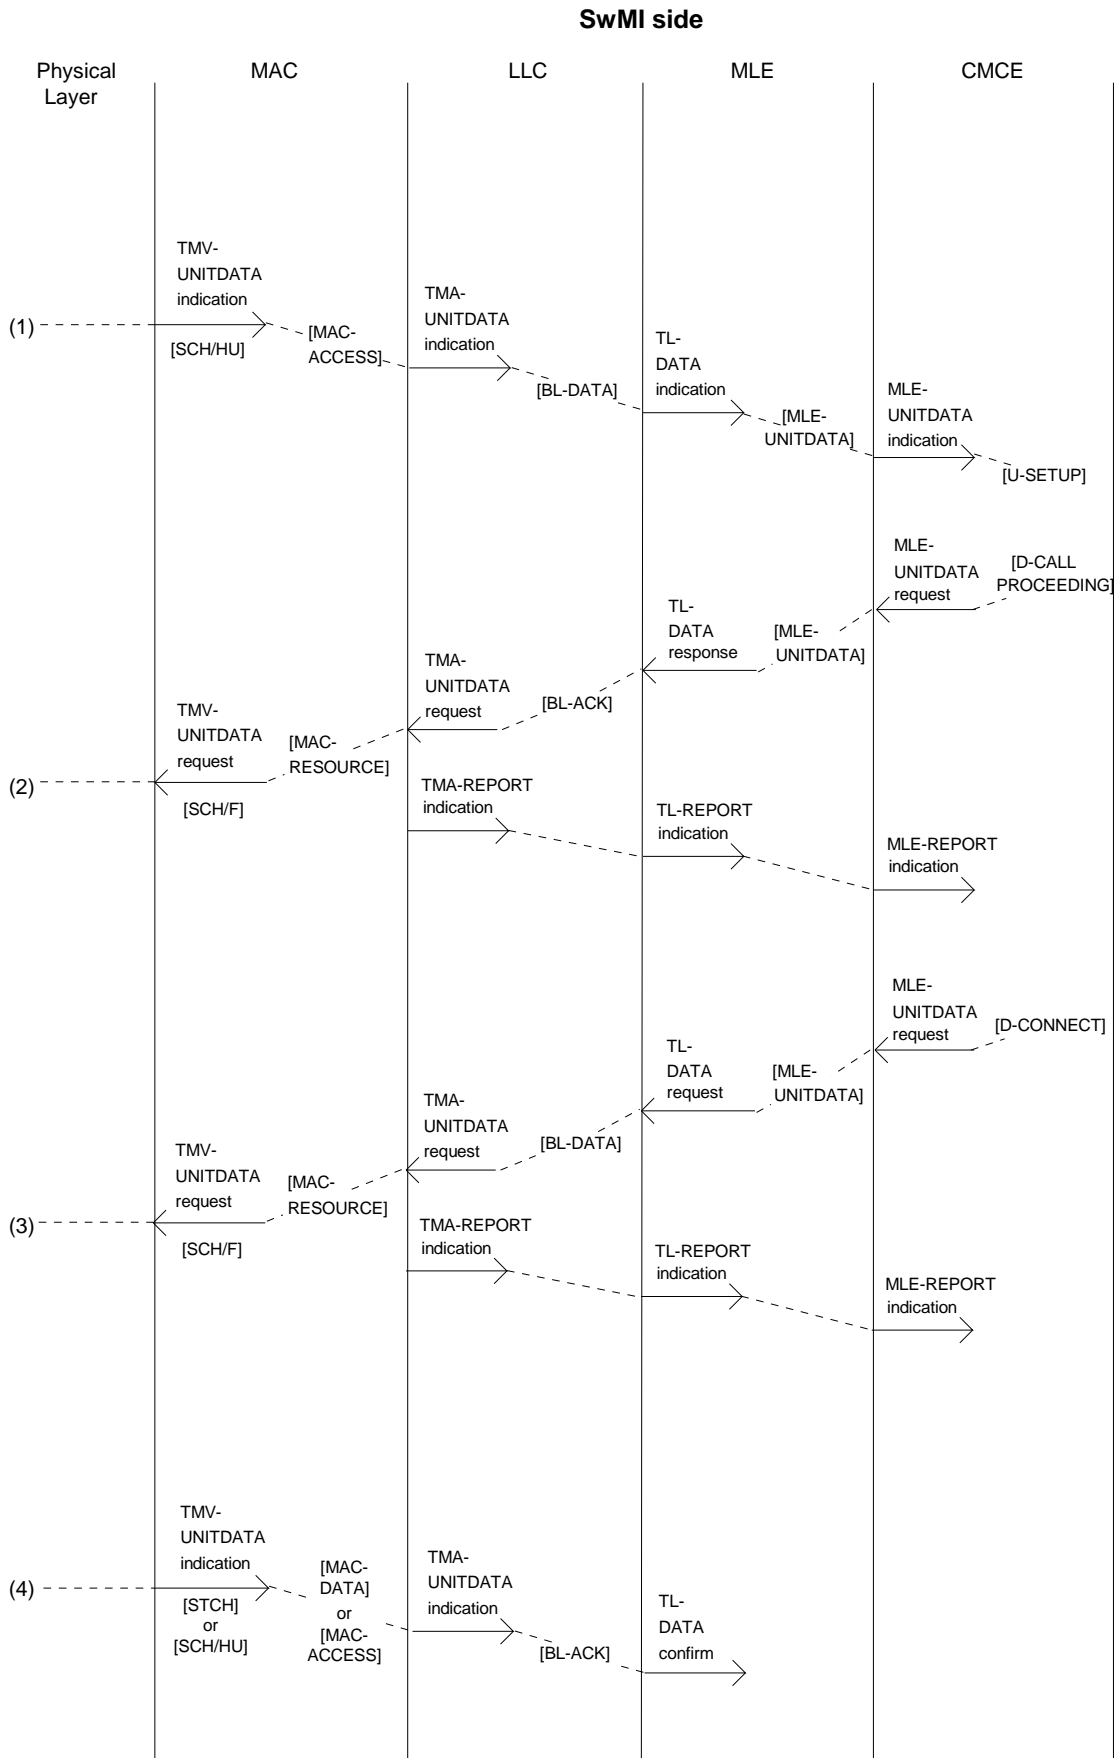 SwMI side
Physical
Layer
MAC
LLC
MLE
CMCE
(1)
TMV-
UNITDATA
indication
[SCH/HU]
[MAC-
ACCESS]
TMA-
UNITDATA
indication
[BL-DATA]
TL-
DATA
indication
[MLE-
UNITDATA]
MLE-
UNITDATA
indication
[U-SETUP]
MLE-
UNITDATA
request
[D-CALL
PROCEEDING]
TL-
DATA
response
[MLE-
UNITDATA]
TMA-
UNITDATA
request
[BL-ACK]
(2)
TMV-
UNITDATA
request
[SCH/F]
[MAC-
RESOURCE]
TMA-REPORT
indication
TL-REPORT
indication
MLE-REPORT
indication
MLE-
UNITDATA
request
[D-CONNECT]
TL-
DATA
request
[MLE-
UNITDATA]
TMA-
UNITDATA
request
[BL-DATA]
(3)
TMV-
UNITDATA
request
[SCH/F]
[MAC-
RESOURCE]
TMA-REPORT
indication
TL-REPORT
indication
MLE-REPORT
indication
(4)
TMV-
UNITDATA
indication
[STCH]
or
[SCH/HU]
[MAC-
DATA]
or
[MAC-
ACCESS]
TMA-
UNITDATA
indication
[BL-ACK]
TL-
DATA
confirm